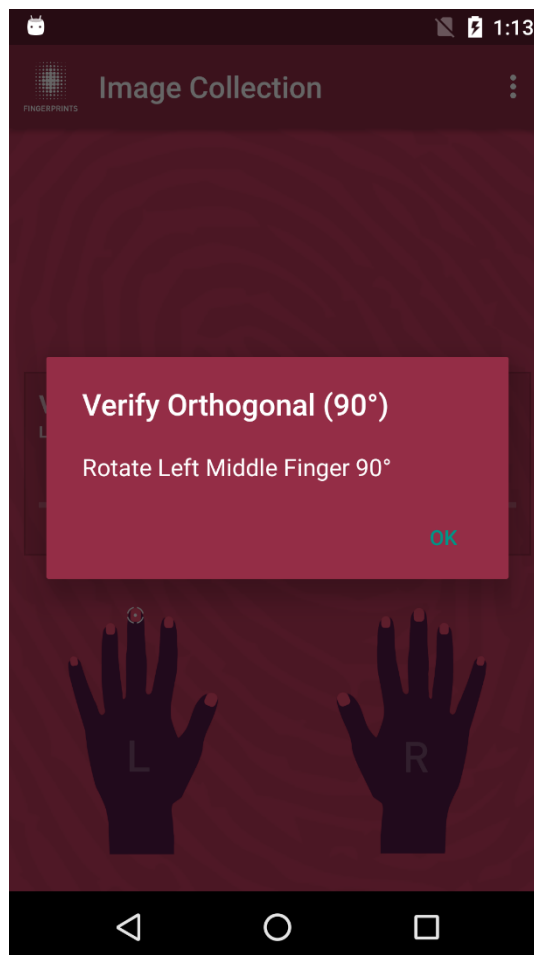 1:13
FINGERPRINTS
Image Collection
Verify Orthogonal (90°)
Rotate Left Middle Finger 90°
OK
L
R